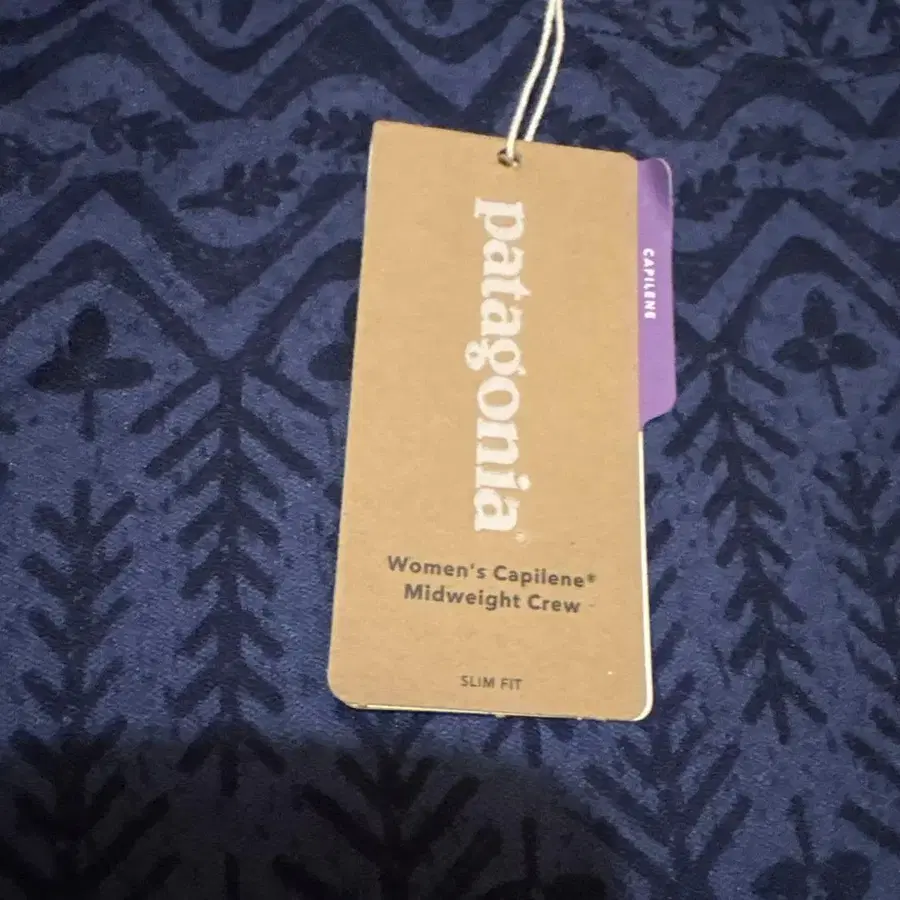 patagonia
CAPILENE
Women's Capilene®
Midweight Crew
SLIM FIT